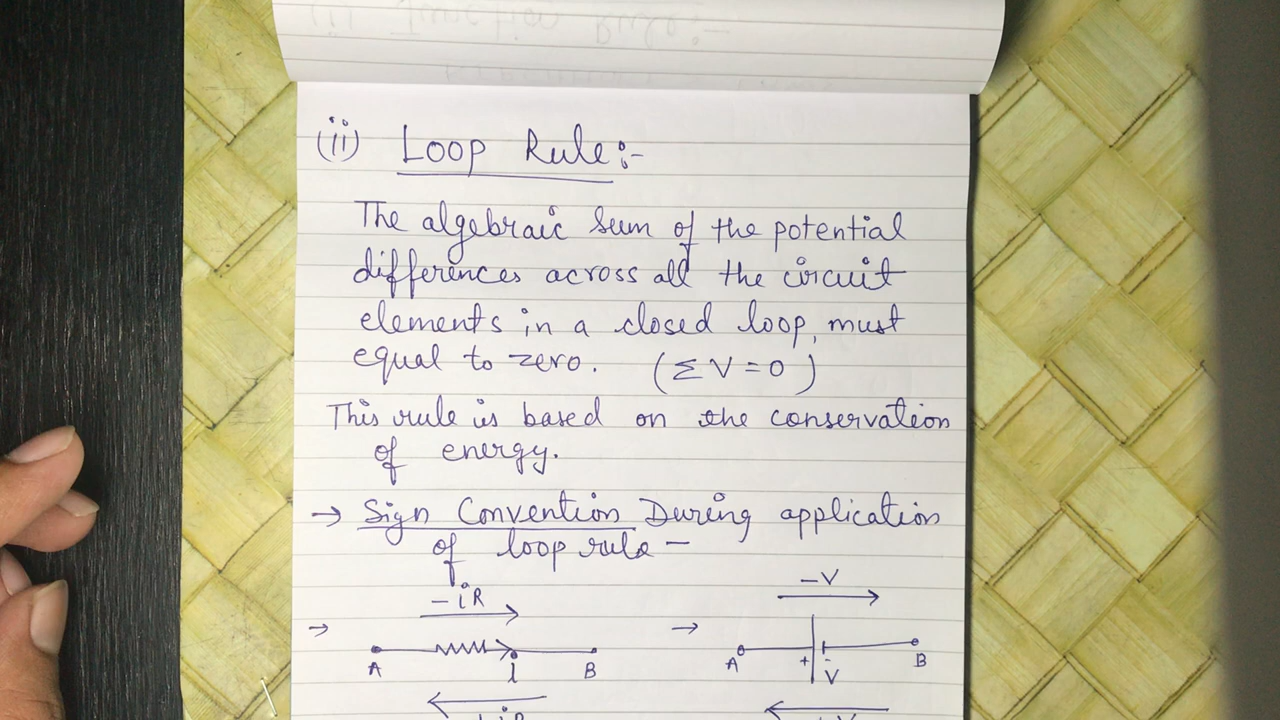 (ii) Loop Rule:-
The algebraic sum of the potential
differences across all the circuit
elements in a closed loop, must
equal to zero. (Σ V = 0)
This rule is based on the conservation
of energy.
→ Sign Convention During application
of loop rule -
-iR
-V
→
→
A i B
A + - B
V
+iR
+V